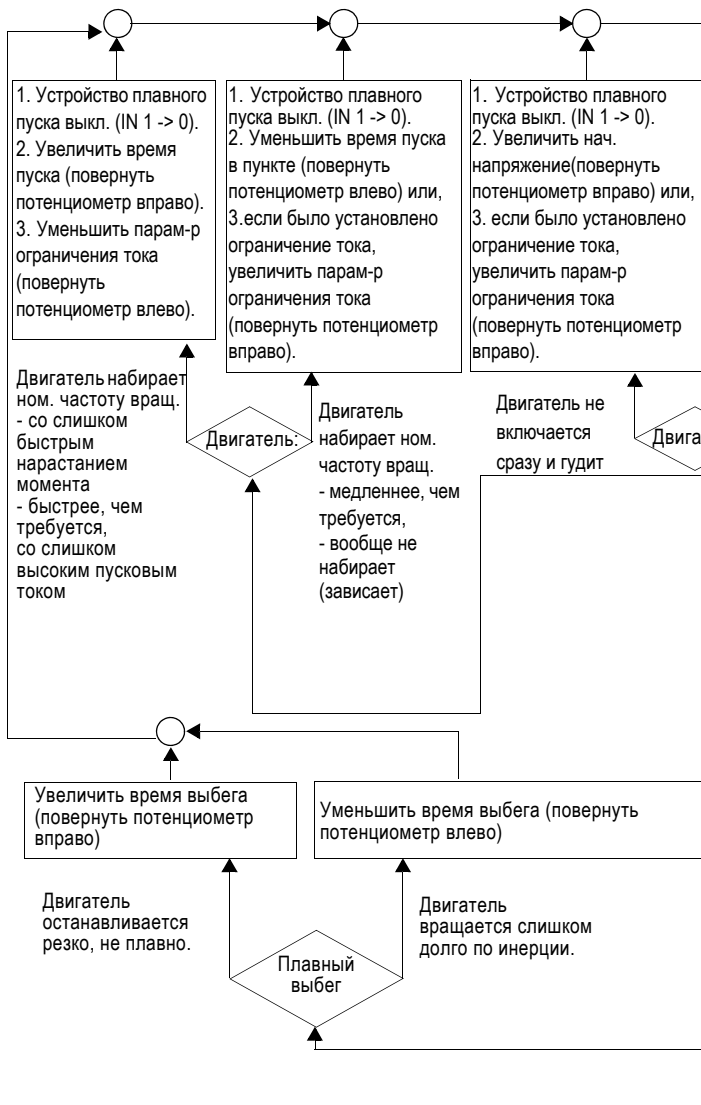 1. Устройство плавного
пуска выкл. (IN 1 -> 0).
2. Увеличить время
пуска (повернуть
потенциометр вправо).
3. Уменьшить парам-р
ограничения тока
(повернуть
потенциометр влево).
1. Устройство плавного
пуска выкл. (IN 1 -> 0).
2. Уменьшить время пуска
в пункте (повернуть
потенциометр влево) или,
3.если было установлено
ограничение тока,
увеличить парам-р
ограничения тока
(повернуть потенциометр
вправо).
1. Устройство плавного
пуска выкл. (IN 1 -> 0).
2. Увеличить нач.
напряжение(повернуть
потенциометр вправо) или,
3. если было установлено
ограничение тока,
увеличить парам-р
ограничения тока
(повернуть потенциометр
вправо).
Двигатель набирает
ном. частоту вращ.
- со слишком
быстрым
нарастанием
момента
- быстрее, чем
требуется,
со слишком
высоким пусковым
током
Двигатель:
Двигатель
набирает ном.
частоту вращ.
- медленнее, чем
требуется,
- вообще не
набирает
(зависает)
Двигатель не
включается
сразу и гудит
Двига
Увеличить время выбега
(повернуть потенциометр
вправо)
Уменьшить время выбега (повернуть
потенциометр влево)
Двигатель
останавливается
резко, не плавно.
Плавный
выбег
Двигатель
вращается слишком
долго по инерции.